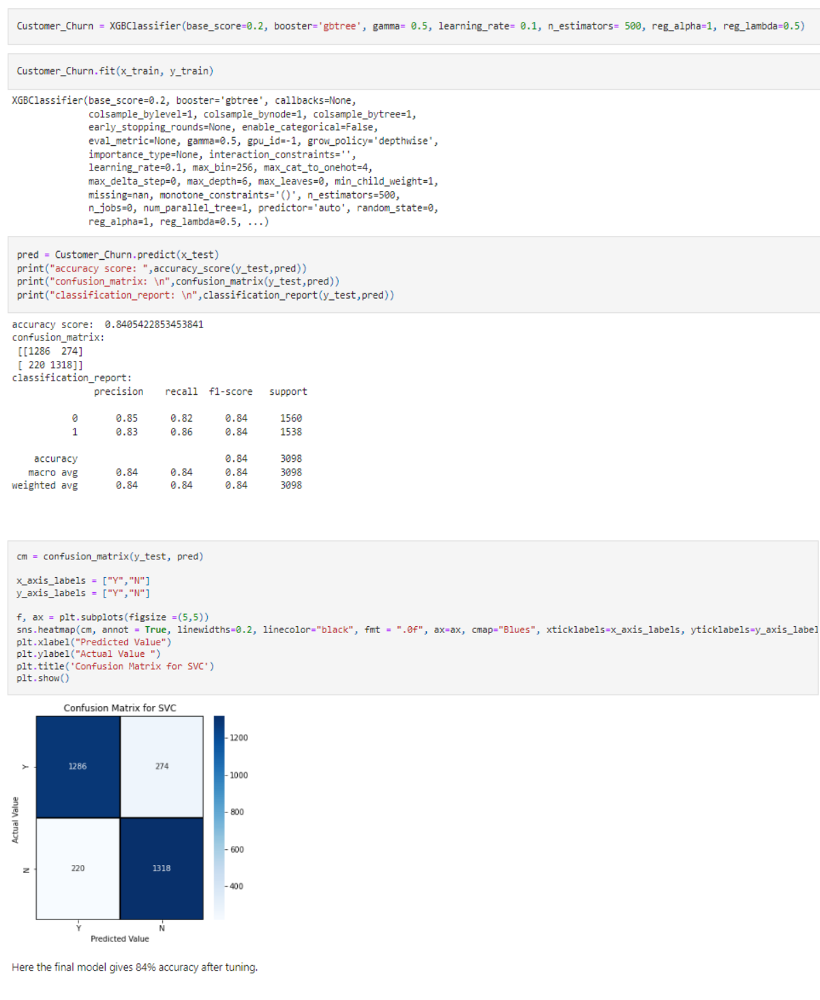 Customer_Churn = XGBClassifier(base_score=0.2, booster='gbtree', gamma= 0.5, learning_rate= 0.1, n_estimators= 500, reg_alpha=1, reg_lambda=0.5)
Customer_Churn.fit(x_train, y_train)
XGBClassifier(base_score=0.2, booster='gbtree', callbacks=None,
colsample_bylevel=1, colsample_bynode=1, colsample_bytree=1,
early_stopping_rounds=None, enable_categorical=False,
eval_metric=None, gamma=0.5, gpu_id=-1, grow_policy='depthwise',
importance_type=None, interaction_constraints='',
learning_rate=0.1, max_bin=256, max_cat_to_onehot=4,
max_delta_step=0, max_depth=6, max_leaves=0, min_child_weight=1,
missing=nan, monotone_constraints='()', n_estimators=500,
n_jobs=0, num_parallel_tree=1, predictor='auto', random_state=0,
reg_alpha=1, reg_lambda=0.5, ...)
pred = Customer_Churn.predict(x_test)
print("accuracy score: ",accuracy_score(y_test,pred))
print("confusion_matrix: \n",confusion_matrix(y_test,pred))
print("classification_report: \n",classification_report(y_test,pred))
accuracy score:  0.8405422853453841
confusion_matrix:
[[1286  274]
[ 220 1318]]
classification_report:
precision    recall  f1-score   support
0       0.85      0.82      0.84      1560
1       0.83      0.86      0.84      1538
accuracy                           0.84      3098
macro avg       0.84      0.84      0.84      3098
weighted avg       0.84      0.84      0.84      3098
cm = confusion_matrix(y_test, pred)
x_axis_labels = ["Y","N"]
y_axis_labels = ["Y","N"]
f, ax = plt.subplots(figsize =(5,5))
sns.heatmap(cm, annot = True, linewidths=0.2, linecolor="black", fmt = ".0f", ax=ax, cmap="Blues", xticklabels=x_axis_labels, yticklabels=y_axis_label
plt.xlabel("Predicted Value")
plt.ylabel("Actual Value ")
plt.title('Confusion Matrix for SVC')
plt.show()
Confusion Matrix for SVC
1200
1000
800
600
400
Actual Value
Y
N
1286 274
220 1318
Y N
Predicted Value
Here the final model gives 84% accuracy after tuning.